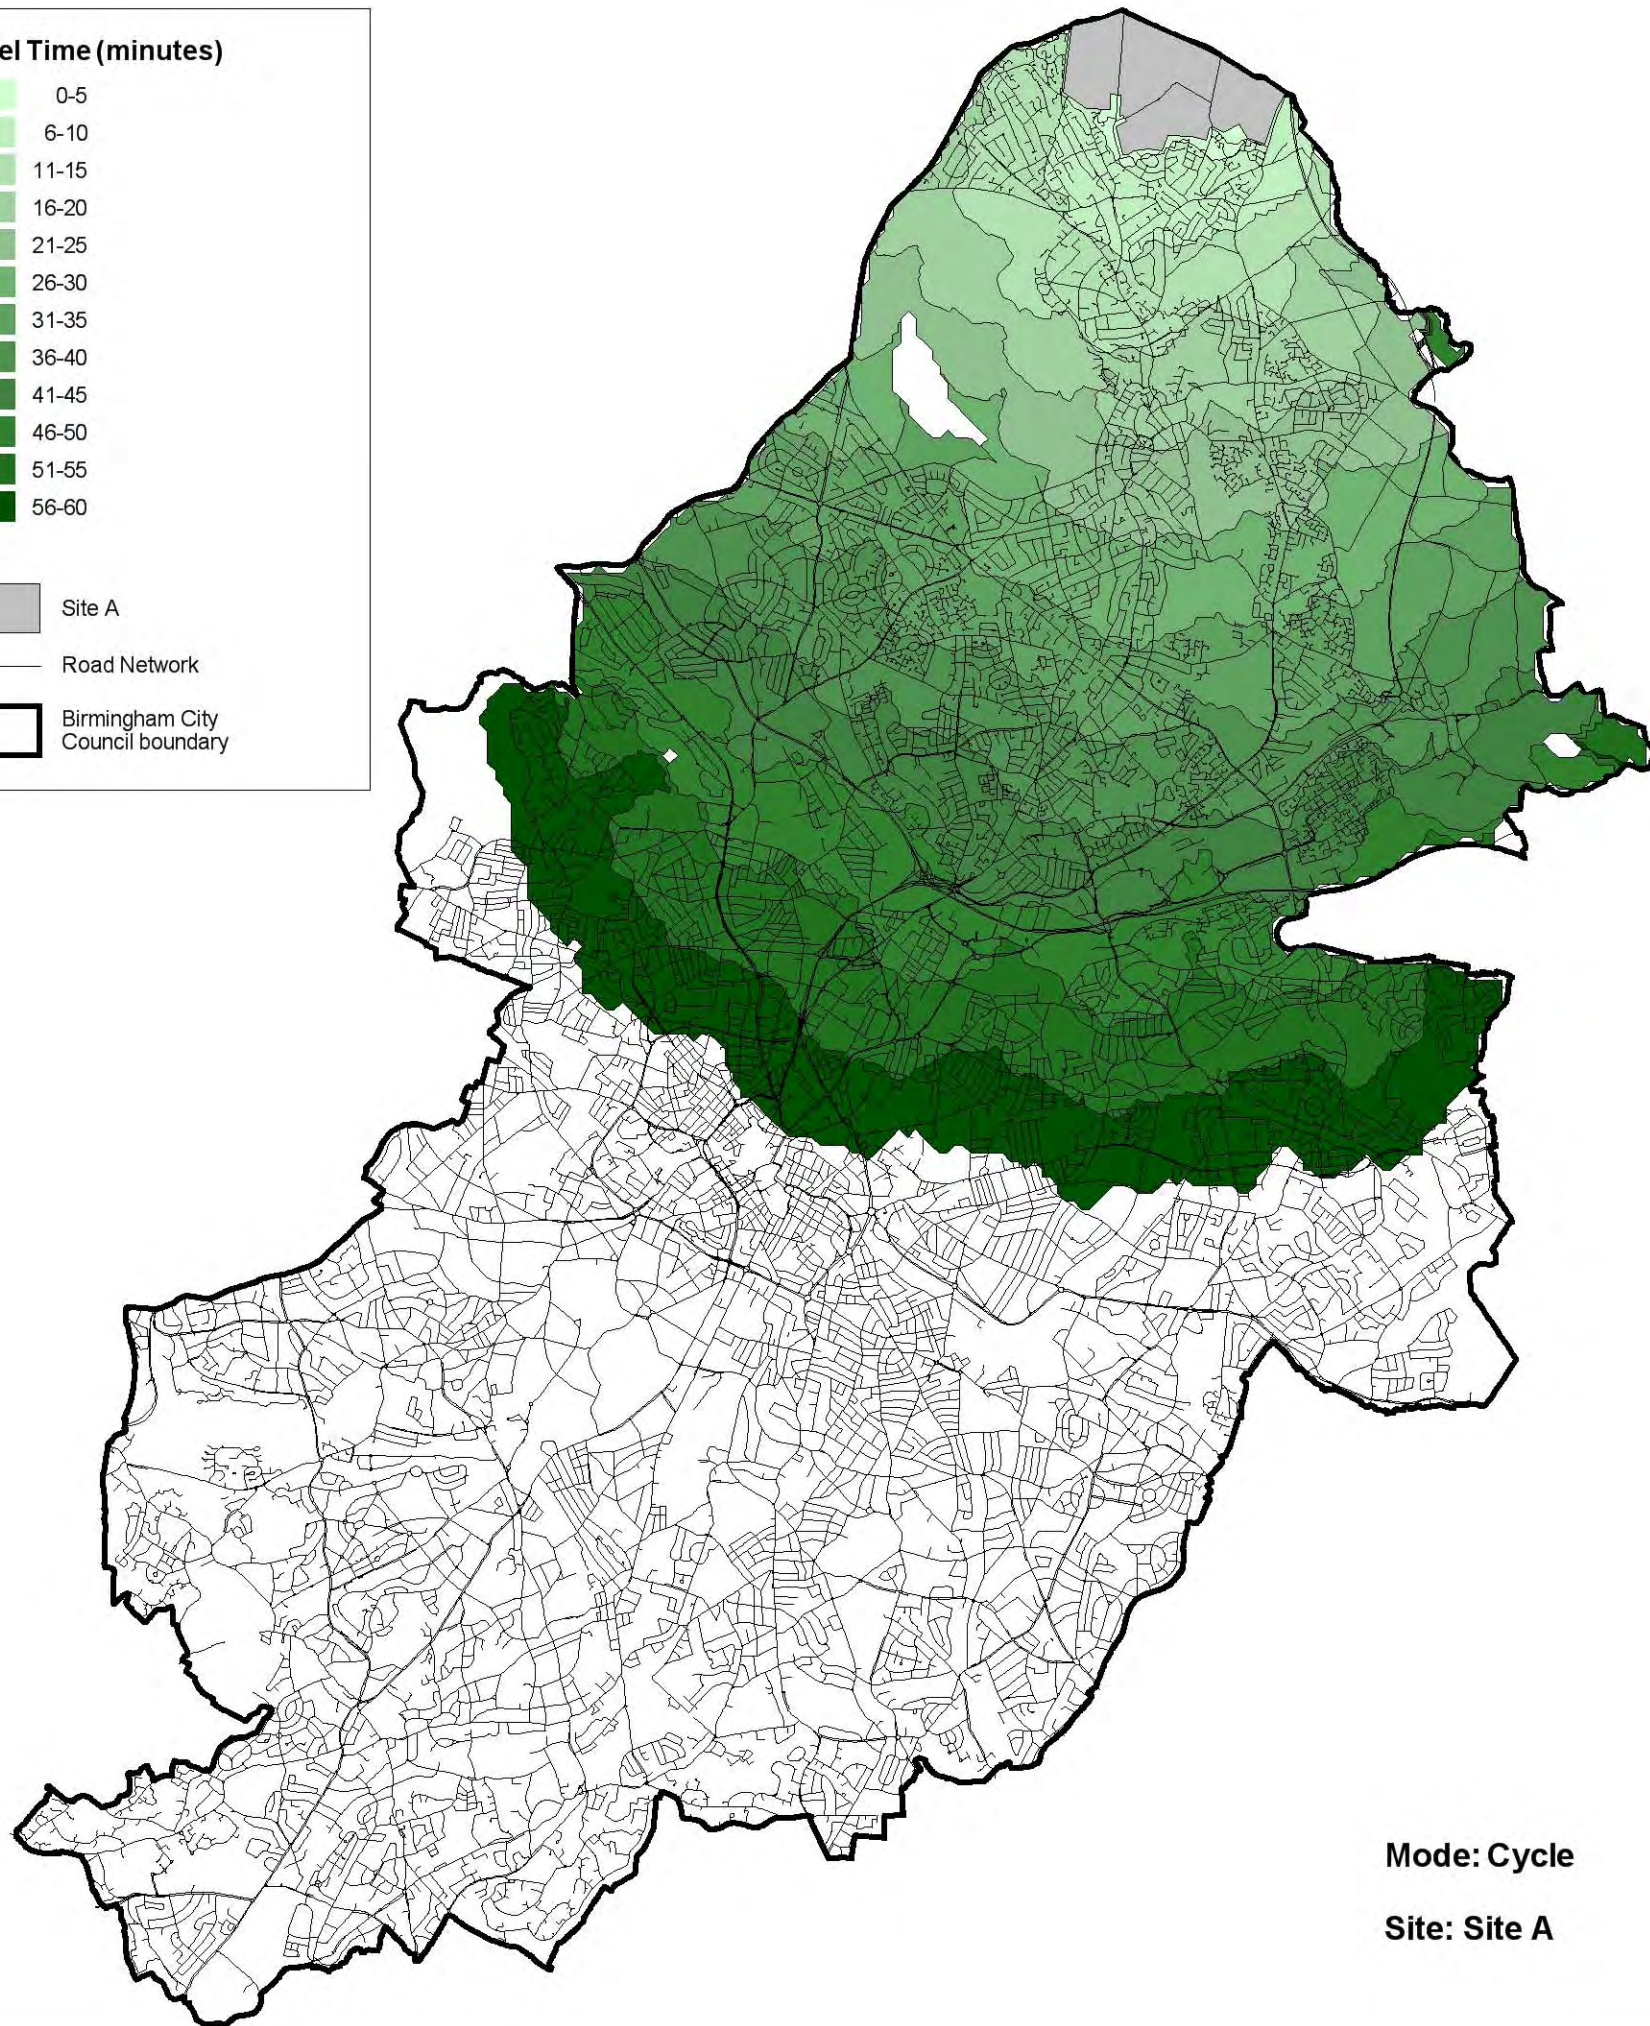 el Time (minutes)
0-5
6-10
11-15
16-20
21-25
26-30
31-35
36-40
41-45
46-50
51-55
56-60
Site A
Road Network
Birmingham City
Council boundary
Mode: Cycle
Site: Site A